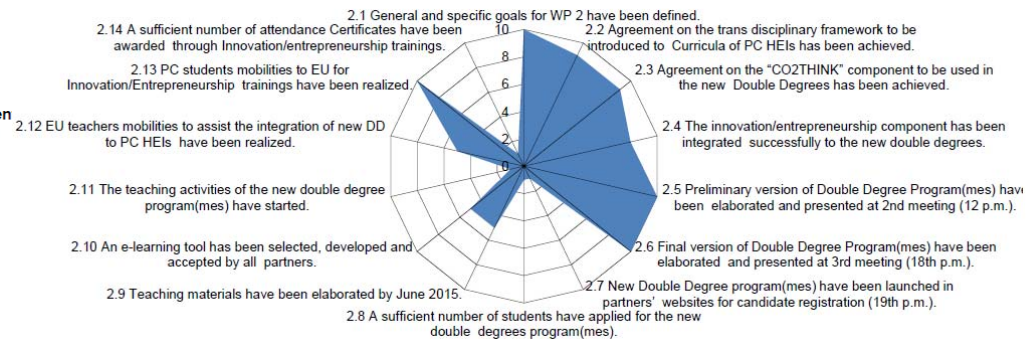 2.1 General and specific goals for WP 2 have been defined.
2.2 Agreement on the trans disciplinary framework to be
introduced to Curricula of PC HEIs has been achieved.
2.3 Agreement on the “CO2THINK” component to be used in
the new Double Degrees has been achieved.
2.4 The innovation/entrepreneurship component has been
integrated successfully to the new double degrees.
2.5 Preliminary version of Double Degree Program(mes) have
been elaborated and presented at 2nd meeting (12 p.m.).
2.6 Final version of Double Degree Program(mes) have been
elaborated and presented at 3rd meeting (18th p.m.).
2.7 New Double Degree program(mes) have been launched in
partners’ websites for candidate registration (19th p.m.).
2.8 A sufficient number of students have applied for the new
double degrees program(mes).
2.9 Teaching materials have been elaborated by June 2015.
2.10 An e-learning tool has been selected, developed and
accepted by all partners.
2.11 The teaching activities of the new double degree
program(mes) have started.
2.12 EU teachers mobilities to assist the integration of new DD
to PC HEIs have been realized.
2.13 PC students mobilities to EU for
Innovation/Entrepreneurship trainings have been realized.
2.14 A sufficient number of attendance Certificates have been
awarded through Innovation/entrepreneurship trainings.
10
8
6
4
2
0
en